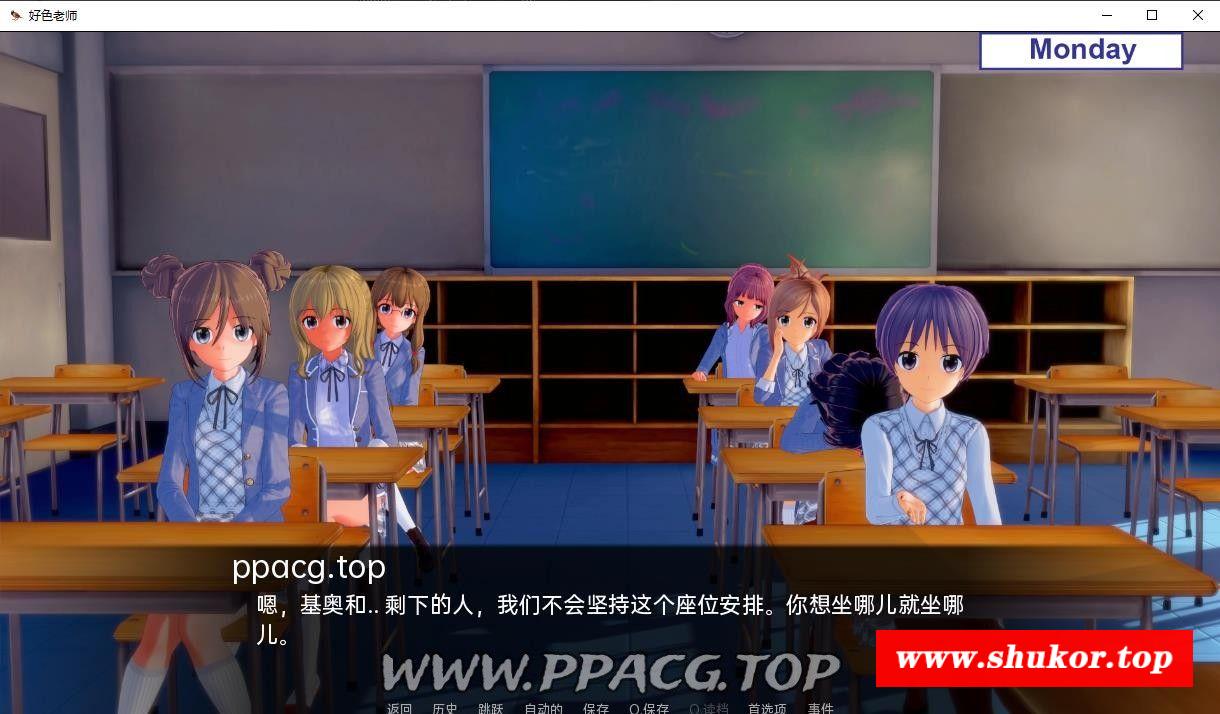 好色老师
Monday
ppacg.top
嗯，基奥和.. 剩下的人，我们不会坚持这个座位安排。你想坐哪儿就坐哪
儿。
www.shukor.top
WWW.PPACG.TOP
返回 历史 跳跃 自动的 保存 Q.保存 Q.读档 首选项 事件